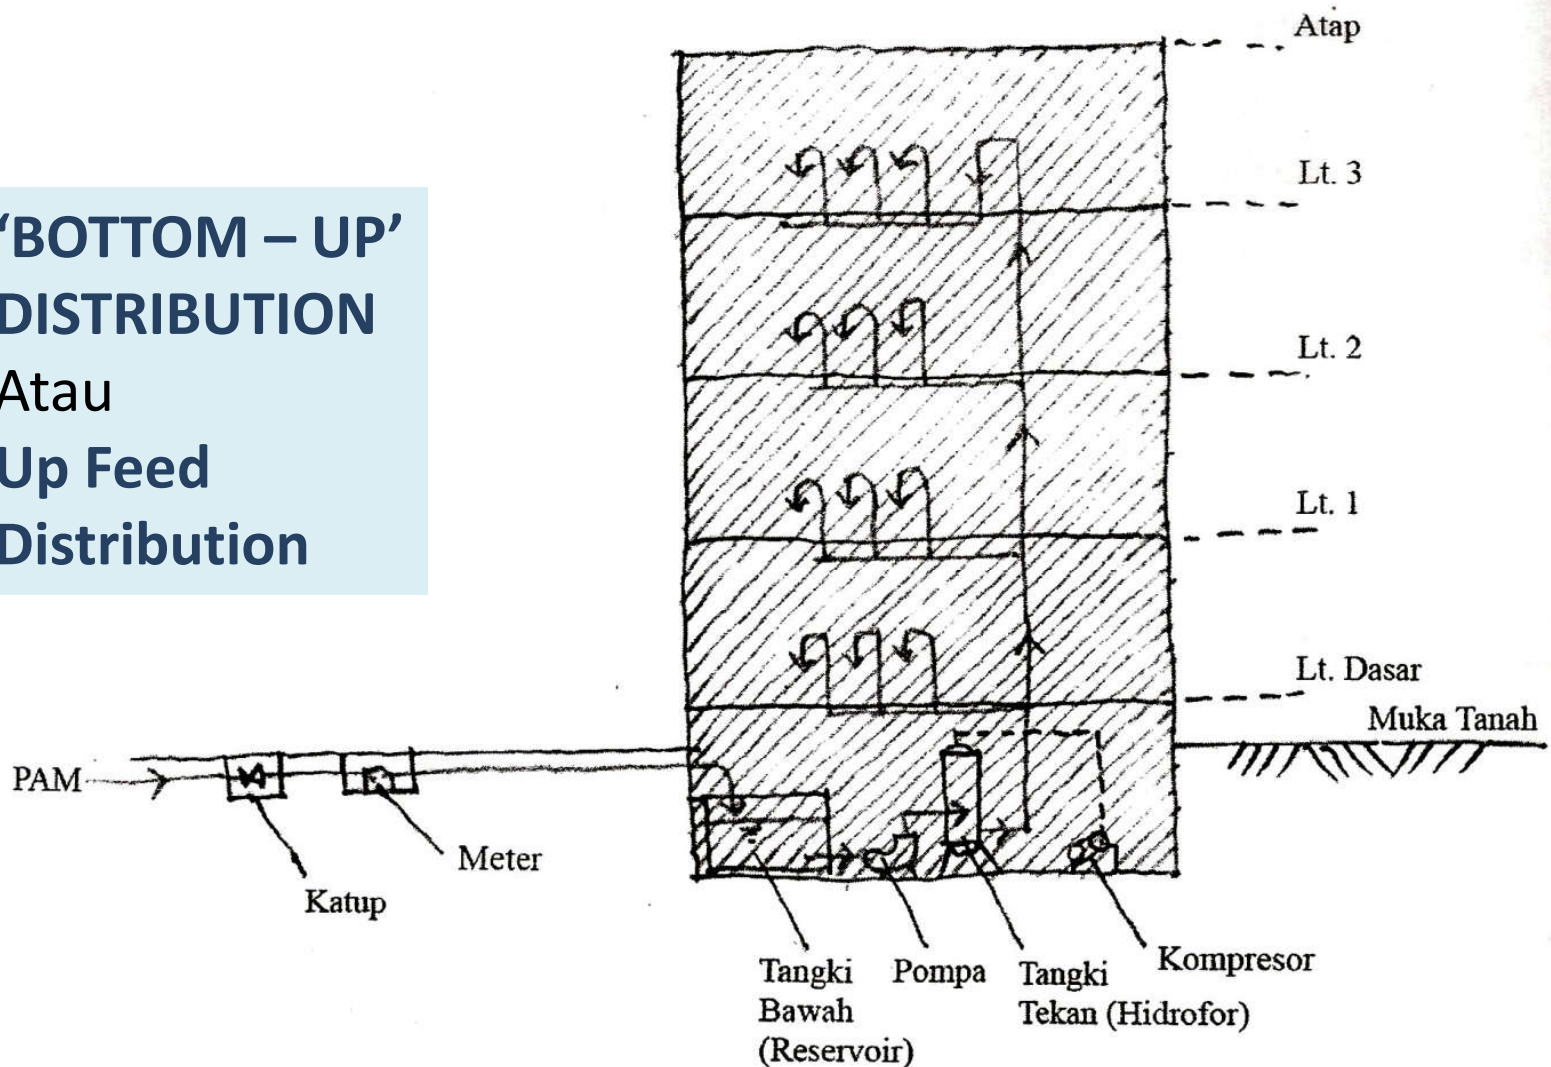 ‘BOTTOM – UP’
DISTRIBUTION
Atau
Up Feed
Distribution
Atap
Lt. 3
Lt. 2
Lt. 1
Lt. Dasar
Muka Tanah
PAM
Katup
Meter
Tangki
Bawah
(Reservoir)
Pompa
Tangki
Tekan (Hidrofor)
Kompresor